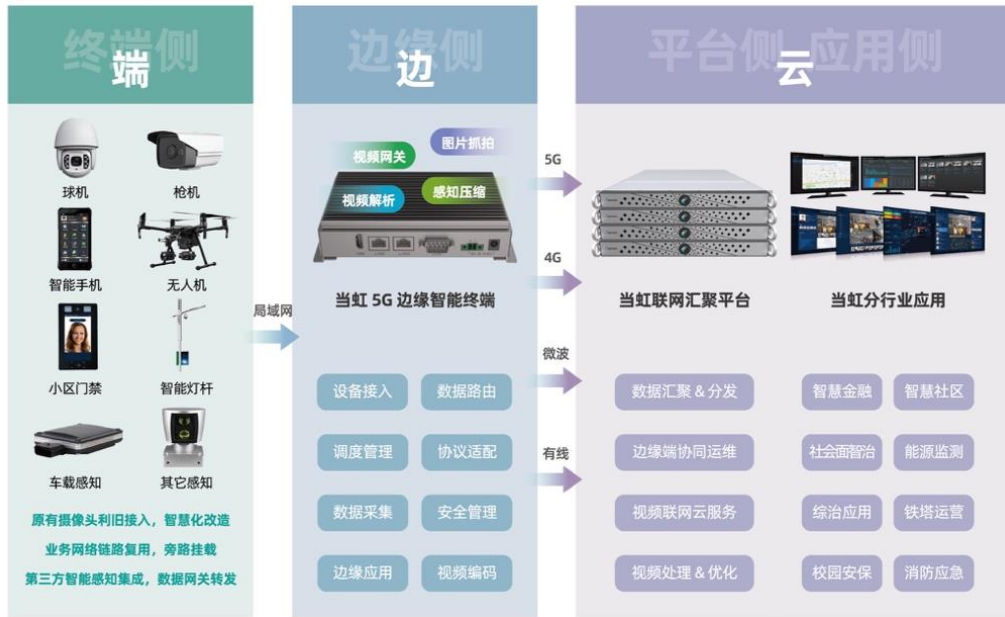 终端侧
端
球机
枪机
智能手机
无人机
小区门禁
智能灯杆
车载感知
其它感知
原有摄像头利旧接入，智慧化改造
业务网络链路复用，旁路挂载
第三方智能感知集成，数据网关转发
局域网
边缘侧
边
视频网关
图片抓拍
视频解析
感知压缩
当虹 5G 边缘智能终端
设备接入
数据路由
调度管理
协议适配
数据采集
安全管理
边缘应用
视频编码
5G
4G
微波
有线
平台侧 应用侧
云
当虹联网汇聚平台
当虹分行业应用
数据汇聚 & 分发
边缘端协同运维
视频联网云服务
视频处理 & 优化
智慧金融
智慧社区
社会面智治
能源监测
综治应用
铁塔运营
校园安保
消防应急